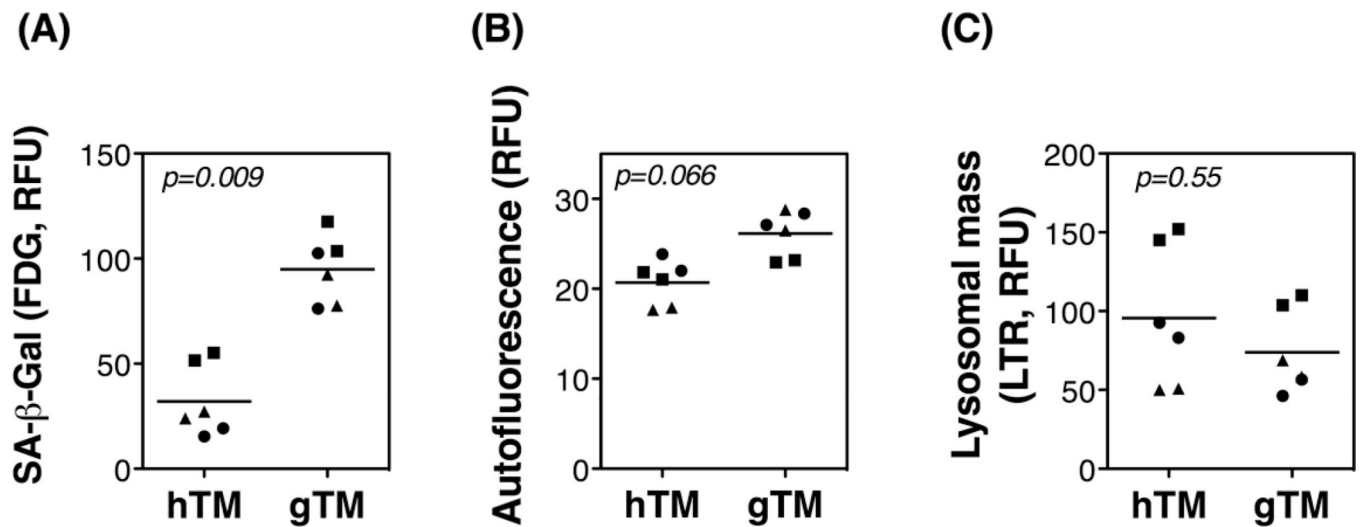 (A)
SA-β-Gal (FDG, RFU)
150
100
50
0
p=0.009
hTM
gTM
(B)
Autofluorescence (RFU)
30
20
10
0
p=0.066
hTM
gTM
(C)
Lysosomal mass
(LTR, RFU)
200
150
100
50
0
p=0.55
hTM
gTM